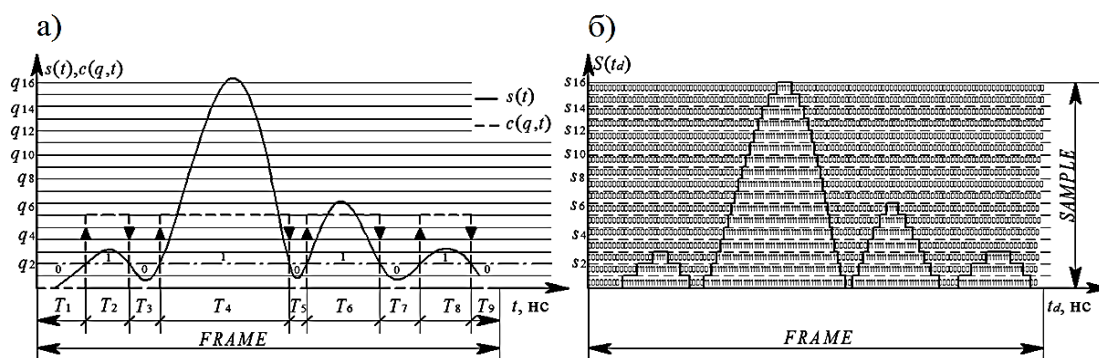 а)
s(t),c(q,t)
q16
q14
q12
q10
q8
q6
q4
q2
s(t)
c(q,t)
0 1 0 1 0 1 0 1 0
T1 T2 T3 T4 T5 T6 T7 T8 T9 t, нс
FRAME
б)
S(td)
s16
s14
s12
s10
s8
s6
s4
s2
SAMPLE
td, нс
FRAME